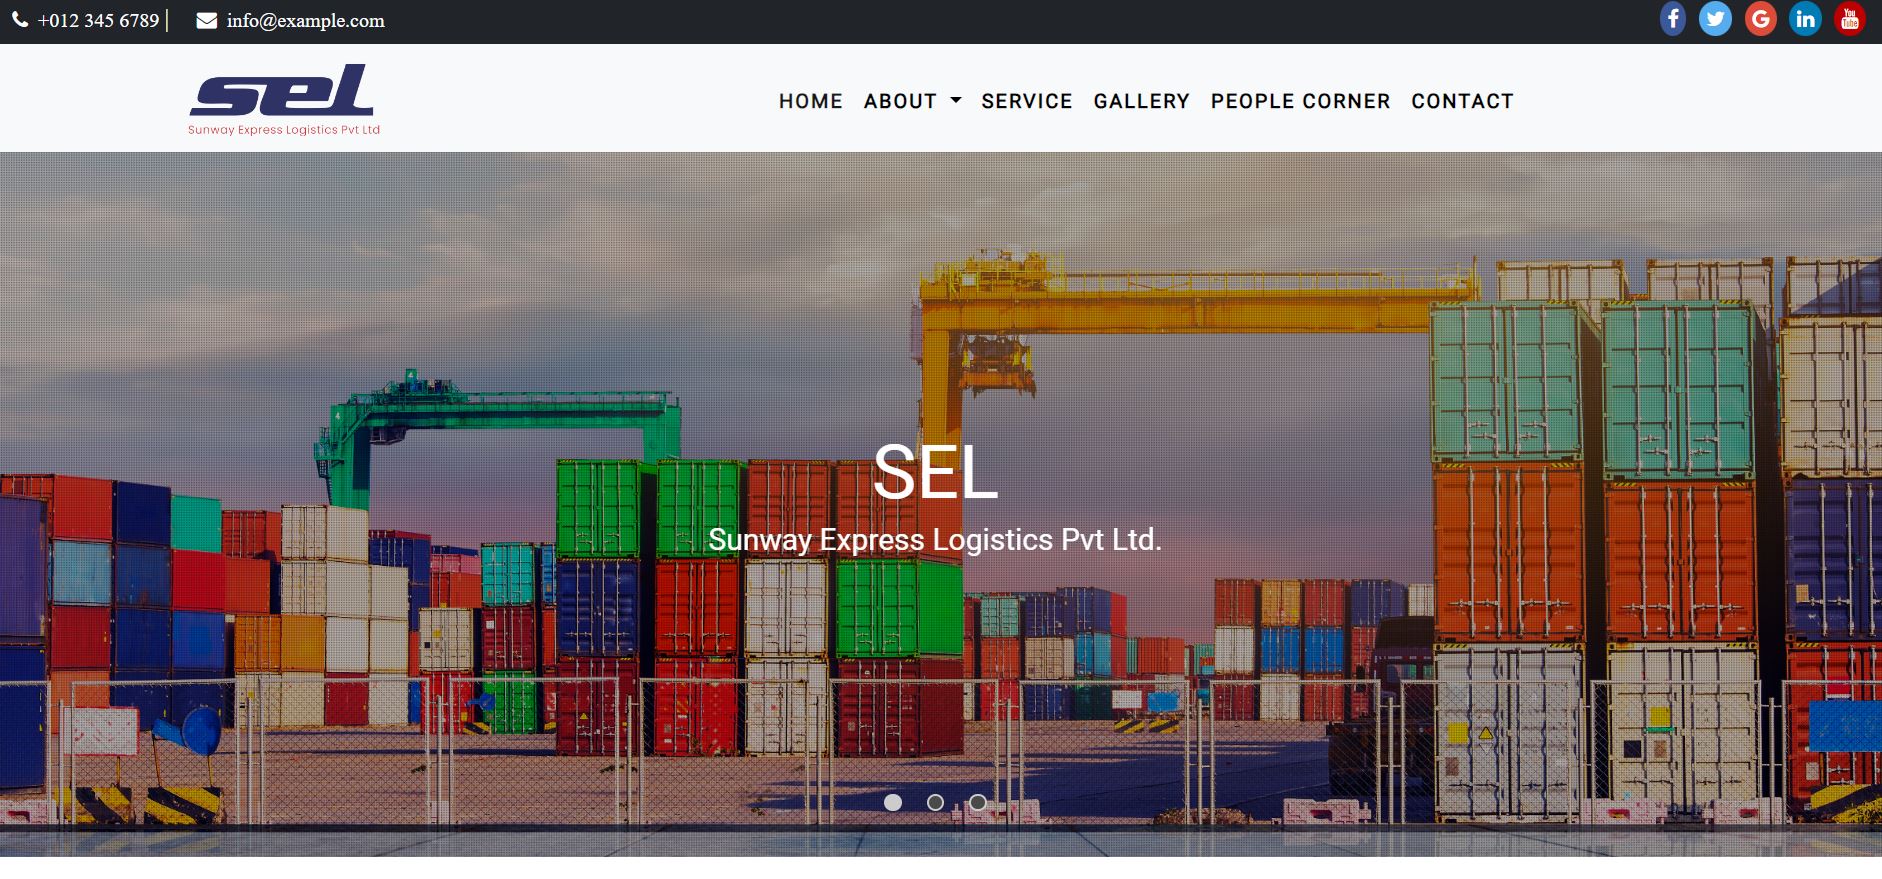 +012 345 6789 | info@example.com
sel
Sunway Express Logistics Pvt Ltd
HOME ABOUT SERVICE GALLERY PEOPLE CORNER CONTACT
SEL
Sunway Express Logistics Pvt Ltd.